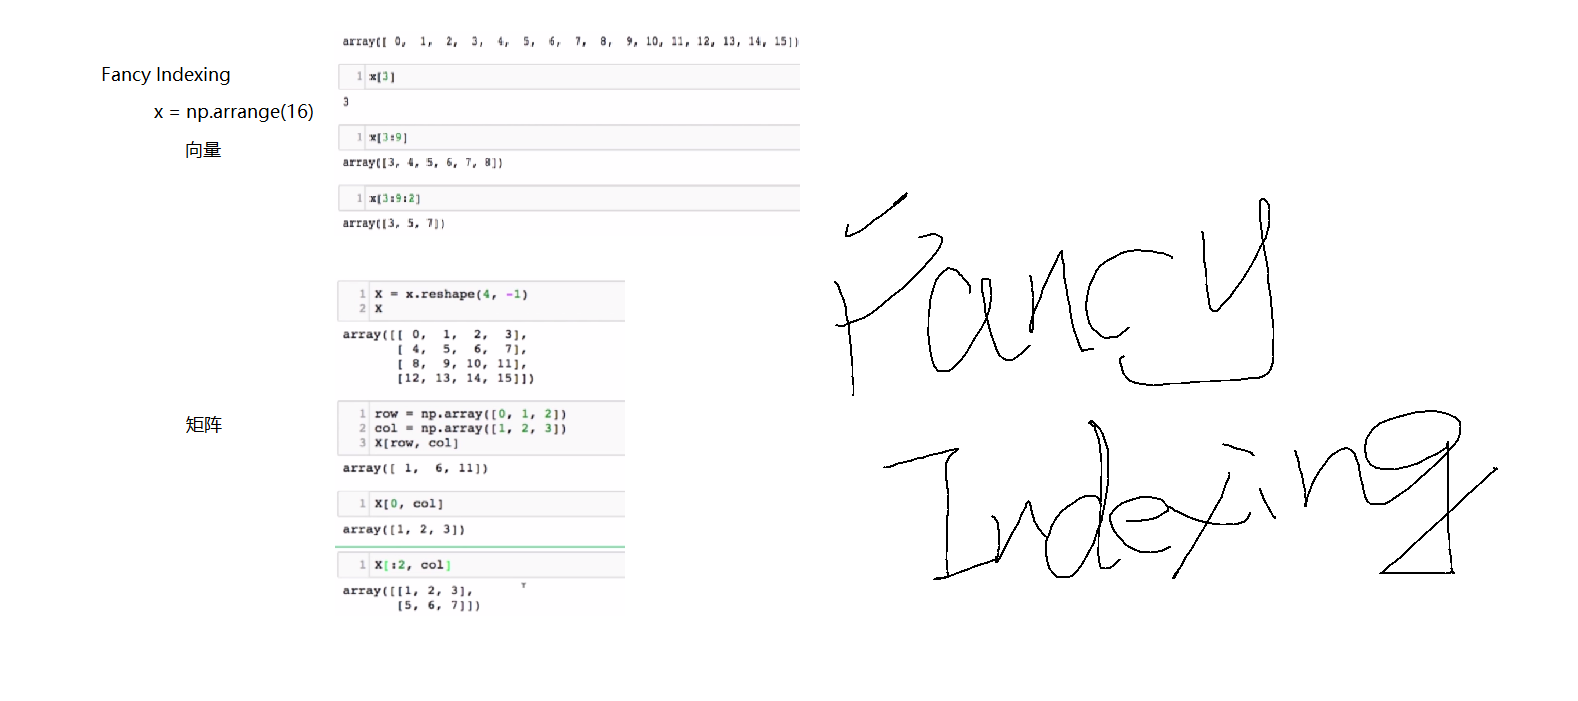 array([ 0, 1, 2, 3, 4, 5, 6, 7, 8, 9, 10, 11, 12, 13, 14, 15])
Fancy Indexing
1 x[3]
3
x = np.arrange(16)
1 x[3:9]
向量
array([3, 4, 5, 6, 7, 8])
1 x[3:9:2]
array([3, 5, 7])
1 X = x.reshape(4, -1)
2 X
array([[ 0, 1, 2, 3],
[ 4, 5, 6, 7],
[ 8, 9, 10, 11],
[12, 13, 14, 15]])
矩阵
1 row = np.array([0, 1, 2])
2 col = np.array([1, 2, 3])
3 X[row, col]
array([ 1, 6, 11])
1 X[0, col]
array([1, 2, 3])
1 X[:2, col]
array([[1, 2, 3],
[5, 6, 7]])
Fancy
Indexing